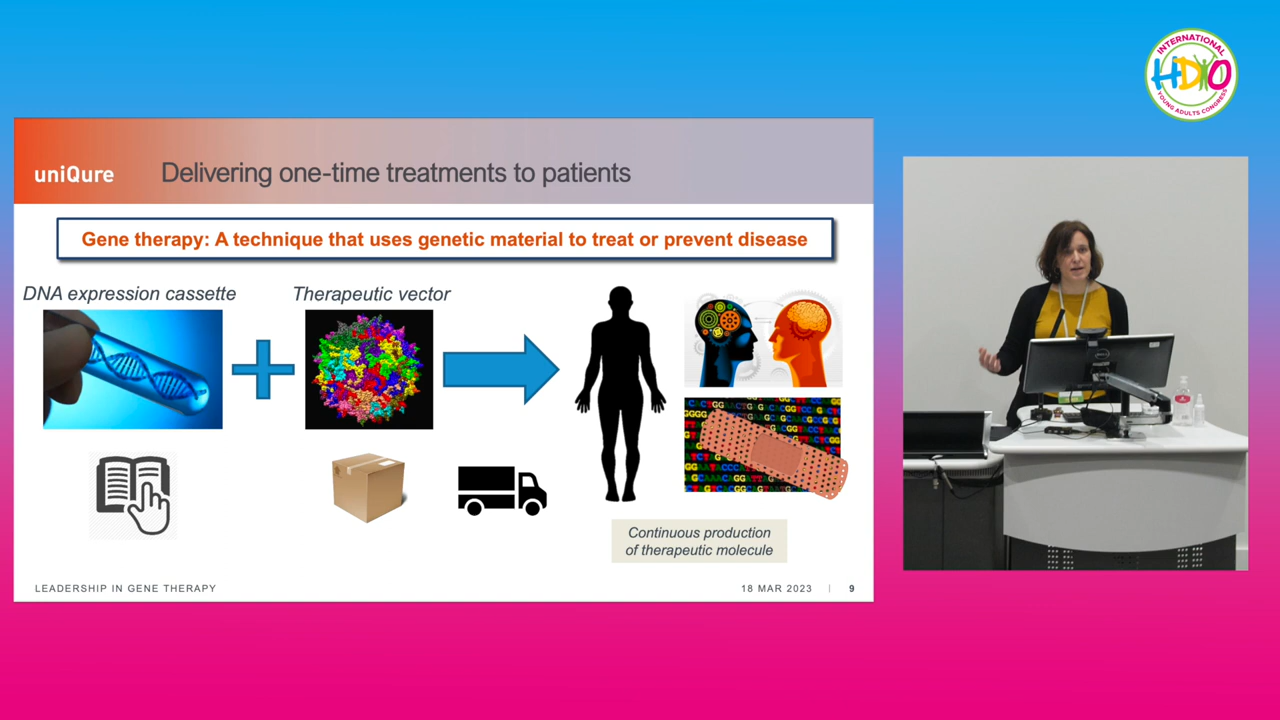 INTERNATIONAL
HDYO
YOUNG ADULTS CONGRESS
uniQure
Delivering one-time treatments to patients
Gene therapy: A technique that uses genetic material to treat or prevent disease
DNA expression cassette
Therapeutic vector
Continuous production
of therapeutic molecule
LEADERSHIP IN GENE THERAPY
18 MAR 2023 | 9